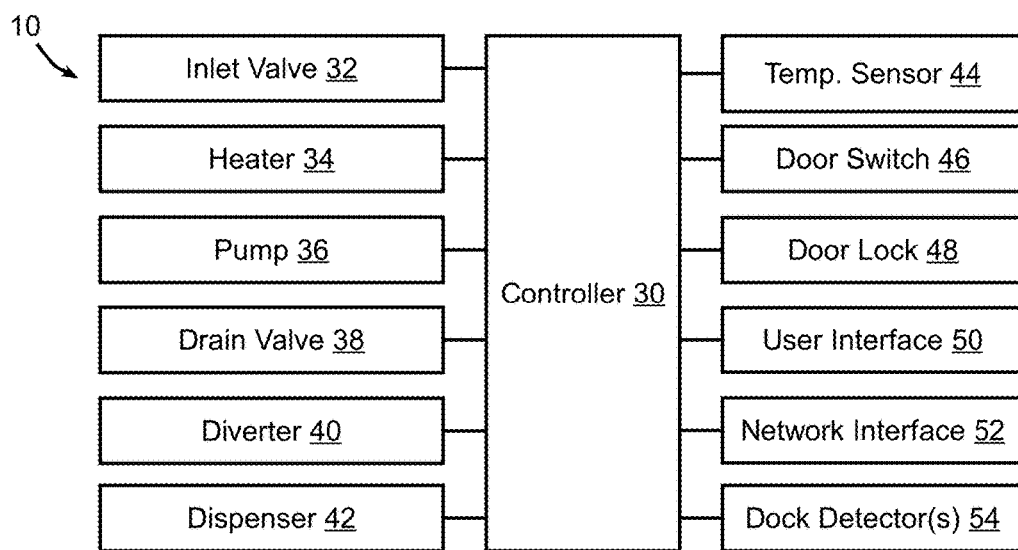 10
Inlet Valve 32
Heater 34
Pump 36
Drain Valve 38
Diverter 40
Dispenser 42
Controller 30
Temp. Sensor 44
Door Switch 46
Door Lock 48
User Interface 50
Network Interface 52
Dock Detector(s) 54